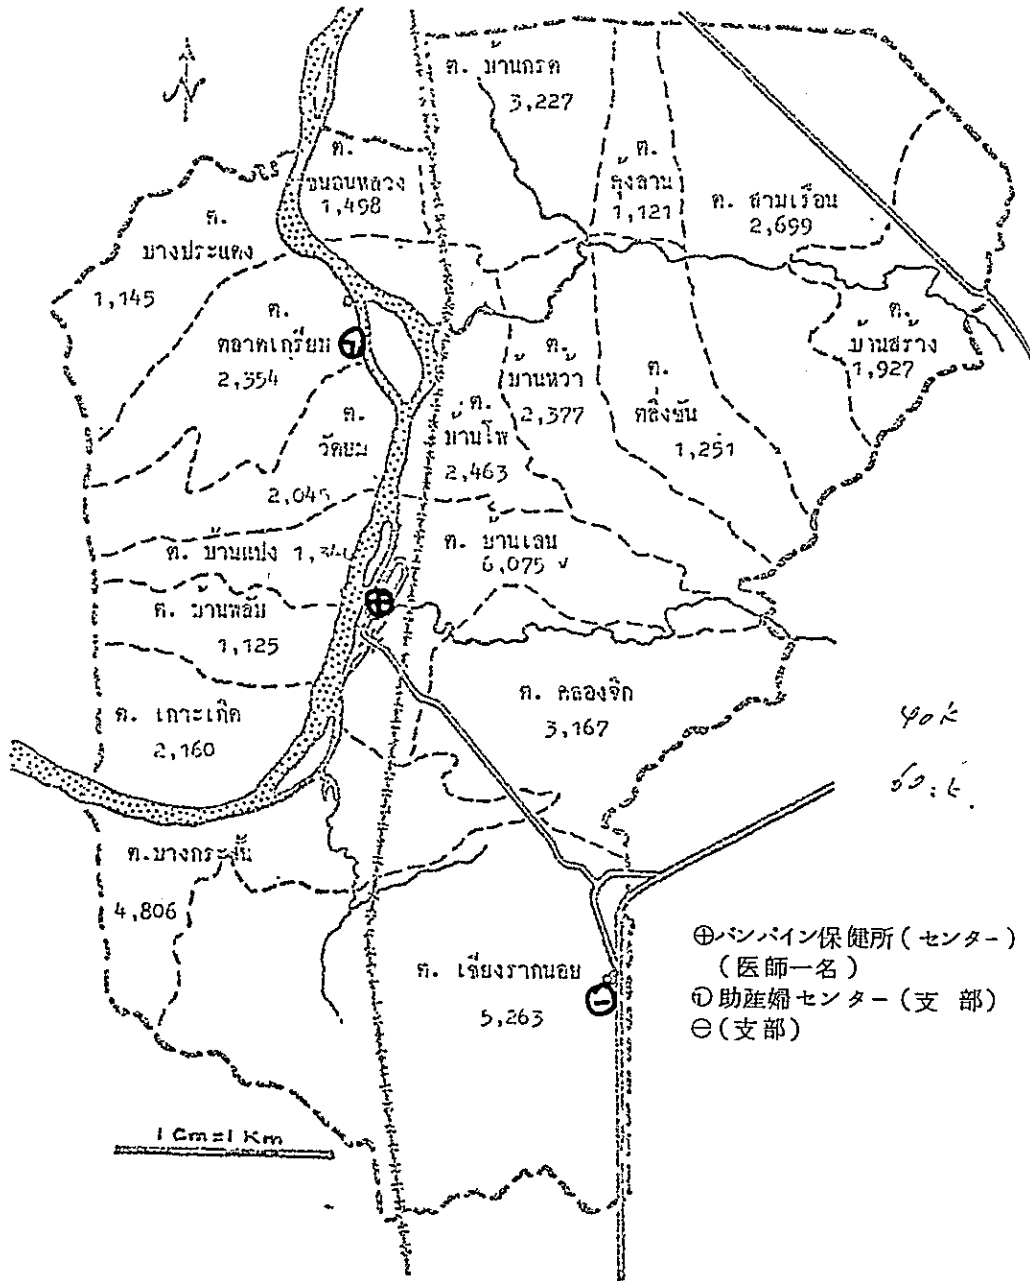 ต. บ้านกรด
3,227
ต.
ขนอนหลวง
1,498
ต.
คุ้งลาน
1,121
ต. สามเรือน
2,699
ต.
บางประแดง
1,145
ต.
ตลาดเกรียบ
2,354
ต.
บ้านสร้าง
1,927
ต.
บ้านหว้า
2,377
ต.
ตลิ่งชัน
1,251
ต.
วัดยม
2,045
ต.
บ้านโพ
2,463
ต. บ้านแป้ง
ต. บ้านเลน
6,075
ต. บ้านพลับ
1,125
ต. เกาะเกิด
2,160
ต. คลองจิก
3,167
ต.บางกระสั้น
4,806
ต. เชียงรากน้อย
5,263
⊕バンパイン保健所(センター)
(医師一名)
助産婦センター(支 部)
⊖(支部)
1 Cm=1 Km